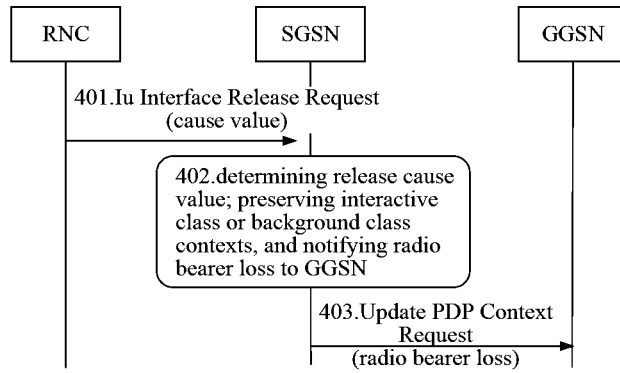 RNC
SGSN
GGSN
401.Iu Interface Release Request
(cause value)
402.determining release cause
value; preserving interactive
class or background class
contexts, and notifying radio
bearer loss to GGSN
403.Update PDP Context
Request
(radio bearer loss)